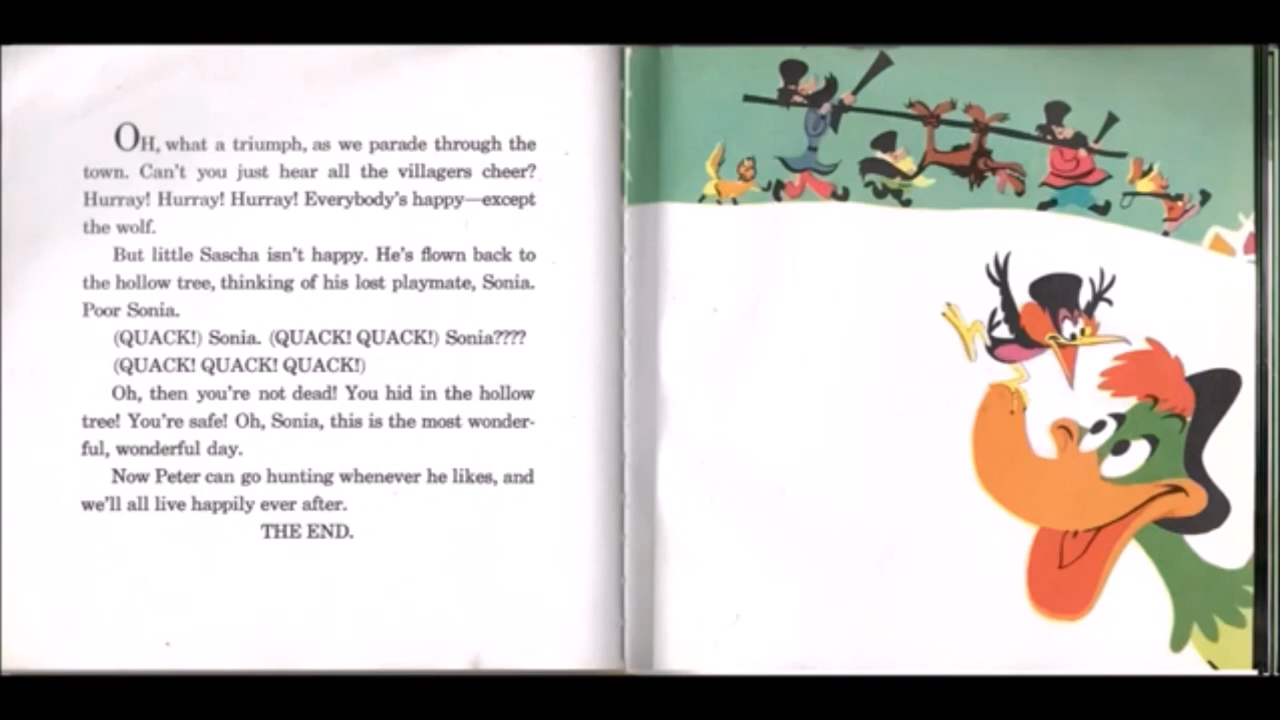 OH, what a triumph, as we parade through the
town. Can't you just hear all the villagers cheer?
Hurray! Hurray! Hurray! Everybody's happy—except
the wolf.
But little Sascha isn't happy. He's flown back to
the hollow tree, thinking of his lost playmate, Sonia.
Poor Sonia.
(QUACK!) Sonia. (QUACK! QUACK!) Sonia????
(QUACK! QUACK! QUACK!)
Oh, then you're not dead! You hid in the hollow
tree! You're safe! Oh, Sonia, this is the most wonder-
ful, wonderful day.
Now Peter can go hunting whenever he likes, and
we'll all live happily ever after.
THE END.